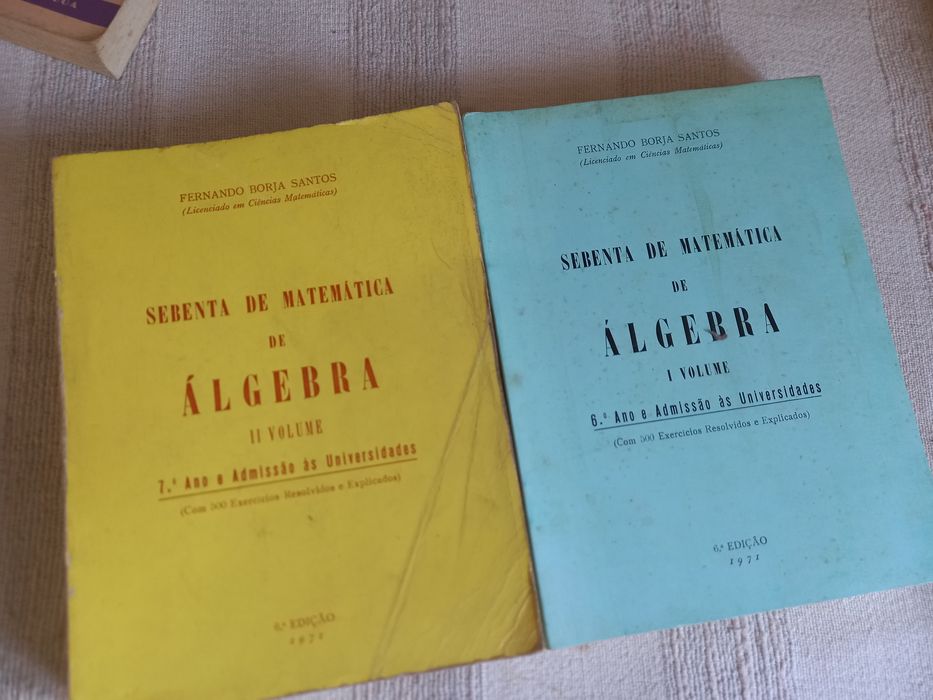 FERNANDO BORJA SANTOS
(Licenciado em Ciências Matemáticas)
SEBENTA DE MATEMÁTICA
DE
ÁLGEBRA
II VOLUME
7.º Ano e Admissão às Universidades
(Com 500 Exercícios Resolvidos e Explicados)
6.ª EDIÇÃO
1971
FERNANDO BORJA SANTOS
(Licenciado em Ciências Matemáticas)
SEBENTA DE MATEMÁTICA
DE
ÁLGEBRA
I VOLUME
6.º Ano e Admissão às Universidades
(Com 500 Exercícios Resolvidos e Explicados)
6.ª EDIÇÃO
1971